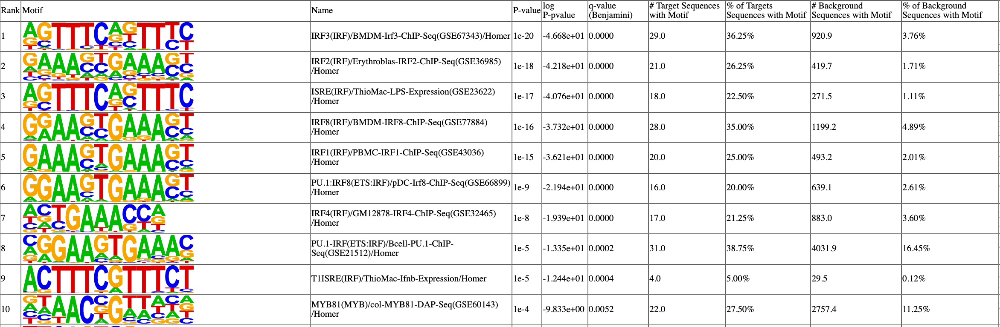 Rank Motif Name P-value log P-pvalue q-value (Benjamini) # Target Sequences with Motif % of Targets Sequences with Motif # Background Sequences with Motif % of Background Sequences with Motif
1 IRF3(IRF)/BMDM-Irf3-ChIP-Seq(GSE67343)/Homer 1e-20 -4.668e+01 0.0000 29.0 36.25% 920.9 3.76%
2 IRF2(IRF)/Erythroblas-IRF2-ChIP-Seq(GSE36985) /Homer 1e-18 -4.218e+01 0.0000 21.0 26.25% 419.7 1.71%
3 ISRE(IRF)/ThioMac-LPS-Expression(GSE23622) /Homer 1e-17 -4.076e+01 0.0000 18.0 22.50% 271.5 1.11%
4 IRF8(IRF)/BMDM-IRF8-ChIP-Seq(GSE77884) /Homer 1e-16 -3.732e+01 0.0000 28.0 35.00% 1199.2 4.89%
5 IRF1(IRF)/PBMC-IRF1-ChIP-Seq(GSE43036) /Homer 1e-15 -3.621e+01 0.0000 20.0 25.00% 493.2 2.01%
6 PU.1:IRF8(ETS:IRF)/pDC-Irf8-ChIP-Seq(GSE66899) /Homer 1e-9 -2.194e+01 0.0000 16.0 20.00% 639.1 2.61%
7 IRF4(IRF)/GM12878-IRF4-ChIP-Seq(GSE32465) /Homer 1e-8 -1.939e+01 0.0000 17.0 21.25% 883.0 3.60%
8 PU.1-IRF(ETS:IRF)/Bcell-PU.1-ChIP-Seq(GSE21512)/Homer 1e-5 -1.335e+01 0.0002 31.0 38.75% 4031.9 16.45%
9 T1ISRE(IRF)/ThioMac-Ifnb-Expression/Homer 1e-5 -1.244e+01 0.0004 4.0 5.00% 29.5 0.12%
10 MYB81(MYB)/col-MYB81-DAP-Seq(GSE60143) /Homer 1e-4 -9.833e+00 0.0052 22.0 27.50% 2757.4 11.25%